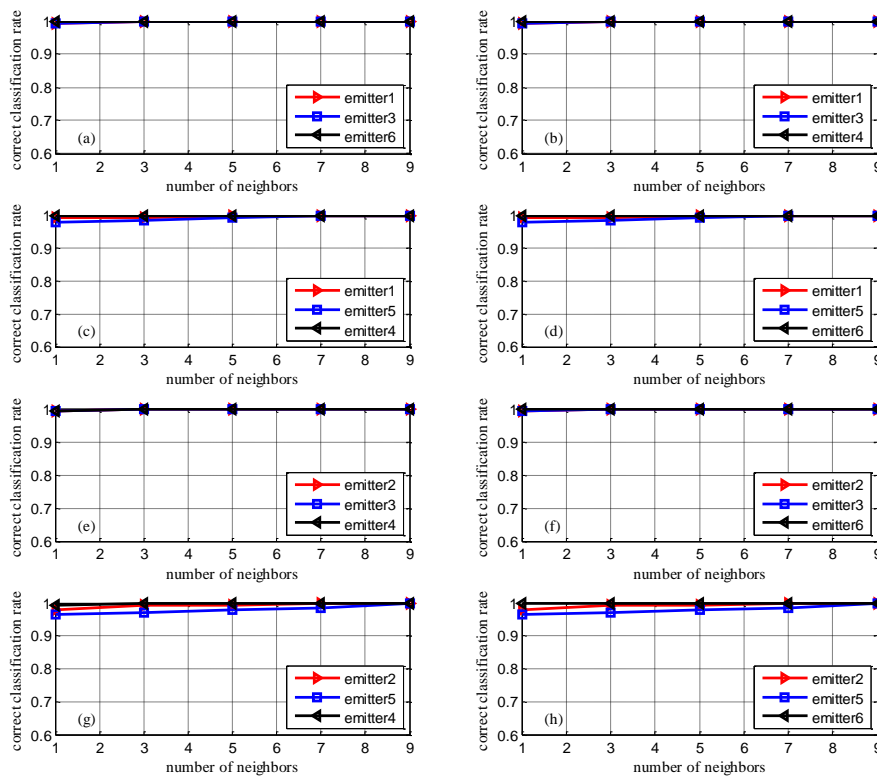 correct classification rate
1
0.9
0.8
0.7
0.6
(a)
emitter1
emitter3
emitter6
1 2 3 4 5 6 7 8 9
number of neighbors
correct classification rate
1
0.9
0.8
0.7
0.6
(b)
emitter1
emitter3
emitter4
1 2 3 4 5 6 7 8 9
number of neighbors
correct classification rate
1
0.9
0.8
0.7
0.6
(c)
emitter1
emitter5
emitter4
1 2 3 4 5 6 7 8 9
number of neighbors
correct classification rate
1
0.9
0.8
0.7
0.6
(d)
emitter1
emitter5
emitter6
1 2 3 4 5 6 7 8 9
number of neighbors
correct classification rate
1
0.9
0.8
0.7
0.6
(e)
emitter2
emitter3
emitter4
1 2 3 4 5 6 7 8 9
number of neighbors
correct classification rate
1
0.9
0.8
0.7
0.6
(f)
emitter2
emitter3
emitter6
1 2 3 4 5 6 7 8 9
number of neighbors
correct classification rate
1
0.9
0.8
0.7
0.6
(g)
emitter2
emitter5
emitter4
1 2 3 4 5 6 7 8 9
number of neighbors
correct classification rate
1
0.9
0.8
0.7
0.6
(h)
emitter2
emitter5
emitter6
1 2 3 4 5 6 7 8 9
number of neighbors